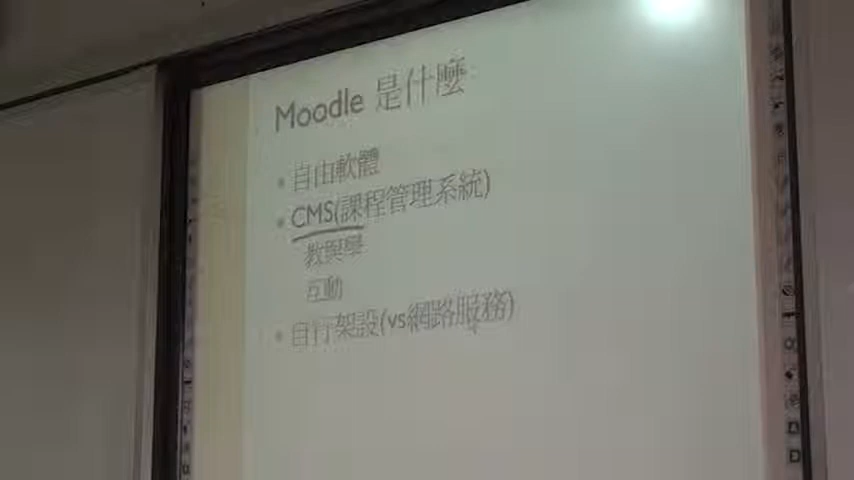 Moodle 是什麼
自由軟體
CMS(課程管理系統)
教與學
互動
自行架設(vs網路服務)